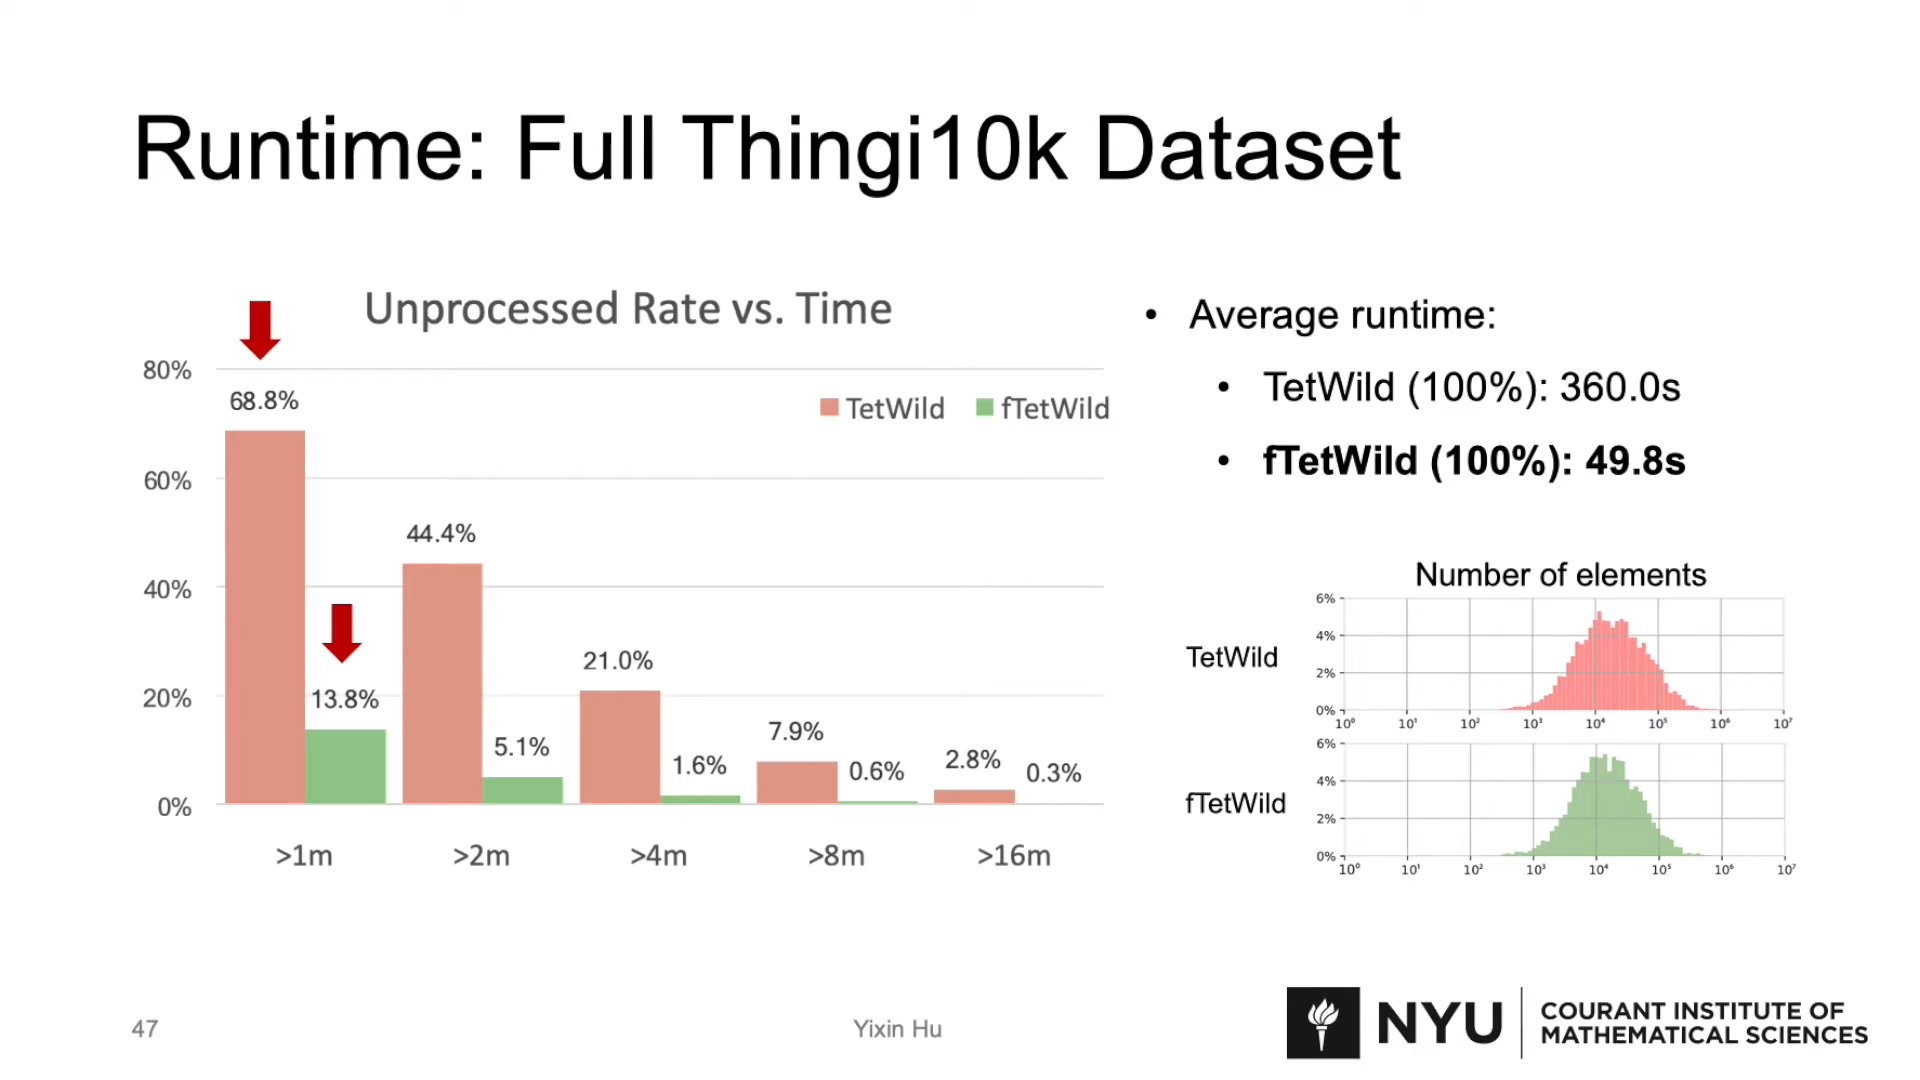 Runtime: Full Thingi10k Dataset
Unprocessed Rate vs. Time
80%
60%
40%
20%
0%
TetWild
fTetWild
68.8%
13.8%
44.4%
5.1%
21.0%
1.6%
7.9%
0.6%
2.8%
0.3%
>1m
>2m
>4m
>8m
>16m
• Average runtime:
• TetWild (100%): 360.0s
• fTetWild (100%): 49.8s
Number of elements
TetWild
6%
4%
2%
0%
10⁰ 10¹ 10² 10³ 10⁴ 10⁵ 10⁶ 10⁷
fTetWild
6%
4%
2%
0%
10⁰ 10¹ 10² 10³ 10⁴ 10⁵ 10⁶ 10⁷
47
Yixin Hu
NYU
COURANT INSTITUTE OF
MATHEMATICAL SCIENCES